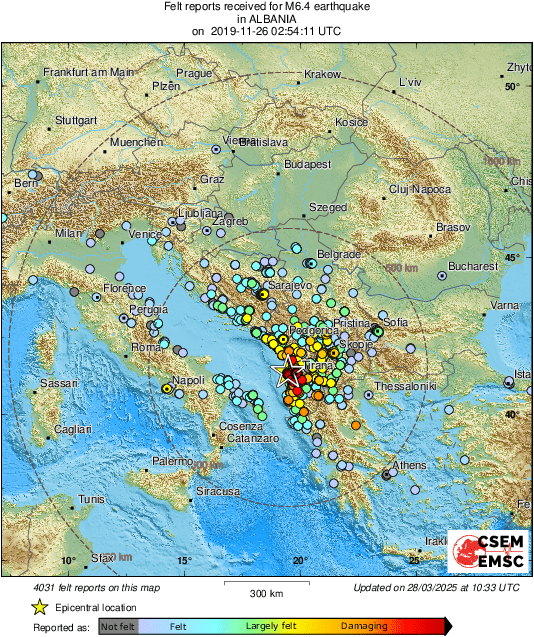 Felt reports received for M6.4 earthquake
in ALBANIA
on 2019-11-26 02:54:11 UTC
Frankfurt am Main
Prague
Krakow
L'viv
50°
Plzen
Stuttgart
Kosice
Muenchen
Vienna
Bratislava
Bern
Budapest
Graz
Cluj-Napoca
Szeged
Ljubljana
Zagreb
Brasov
Milan
Venice
Belgrade
45°
Bucharest
600 km
Florence
Sarajevo
Varna
Perugia
Podgorica
Pristina
Sofia
Roma
Skopje
Tirana
Sassari
Napoli
Thessaloniki
40°
Cagliari
Cosenza
Catanzaro
Palermo
Athens
Siracusa
Tunis
Sfax
10°
15°
20°
25°
CSEM
EMSC
4031 felt reports on this map
300 km
Updated on 28/03/2025 at 10:33 UTC
Epicentral location
Reported as:
Not felt
Felt
Largely felt
Damaging